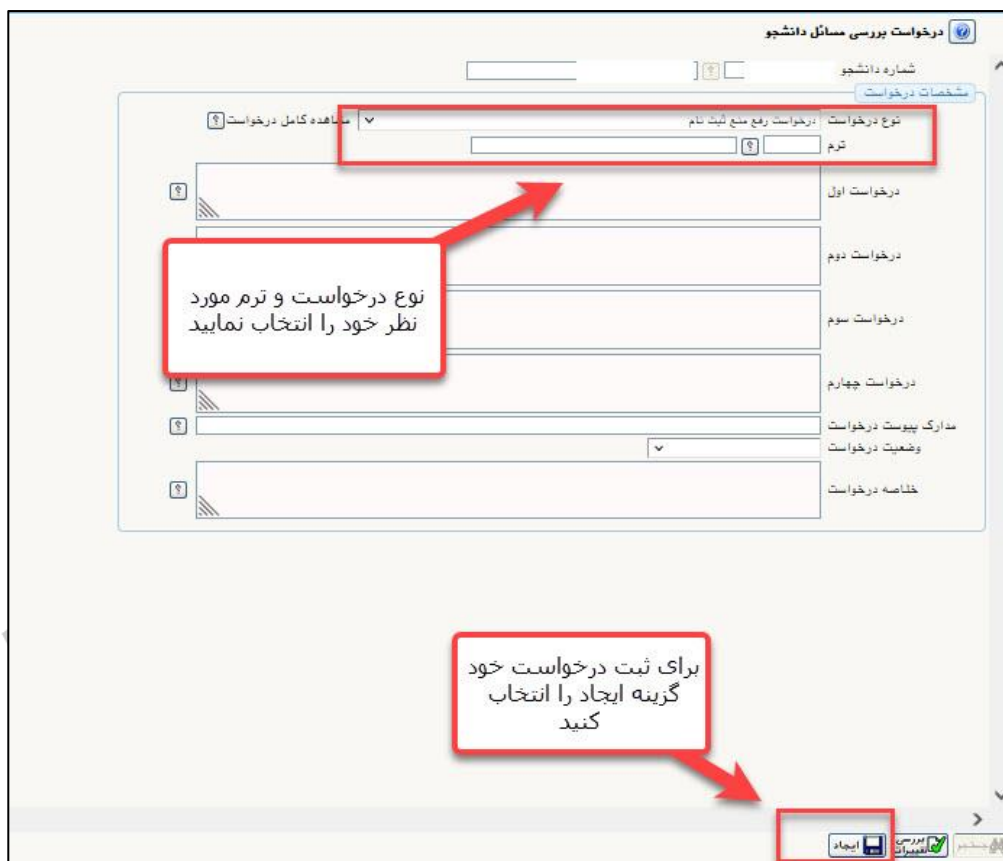 درخواست بررسی مسائل دانشجو
شماره دانشجو
مشخصات درخواست
نوع درخواست درخواست رفع منع ثبت نام مشاهده کامل درخواست
ترم
درخواست اول
درخواست دوم
نوع درخواست و ترم مورد
نظر خود را انتخاب نمایید
درخواست سوم
درخواست چهارم
مدارک پیوست درخواست
وضعیت درخواست
خلاصه درخواست
برای ثبت درخواست خود
گزینه ایجاد را انتخاب
کنید
بررسی تغییرات ایجاد